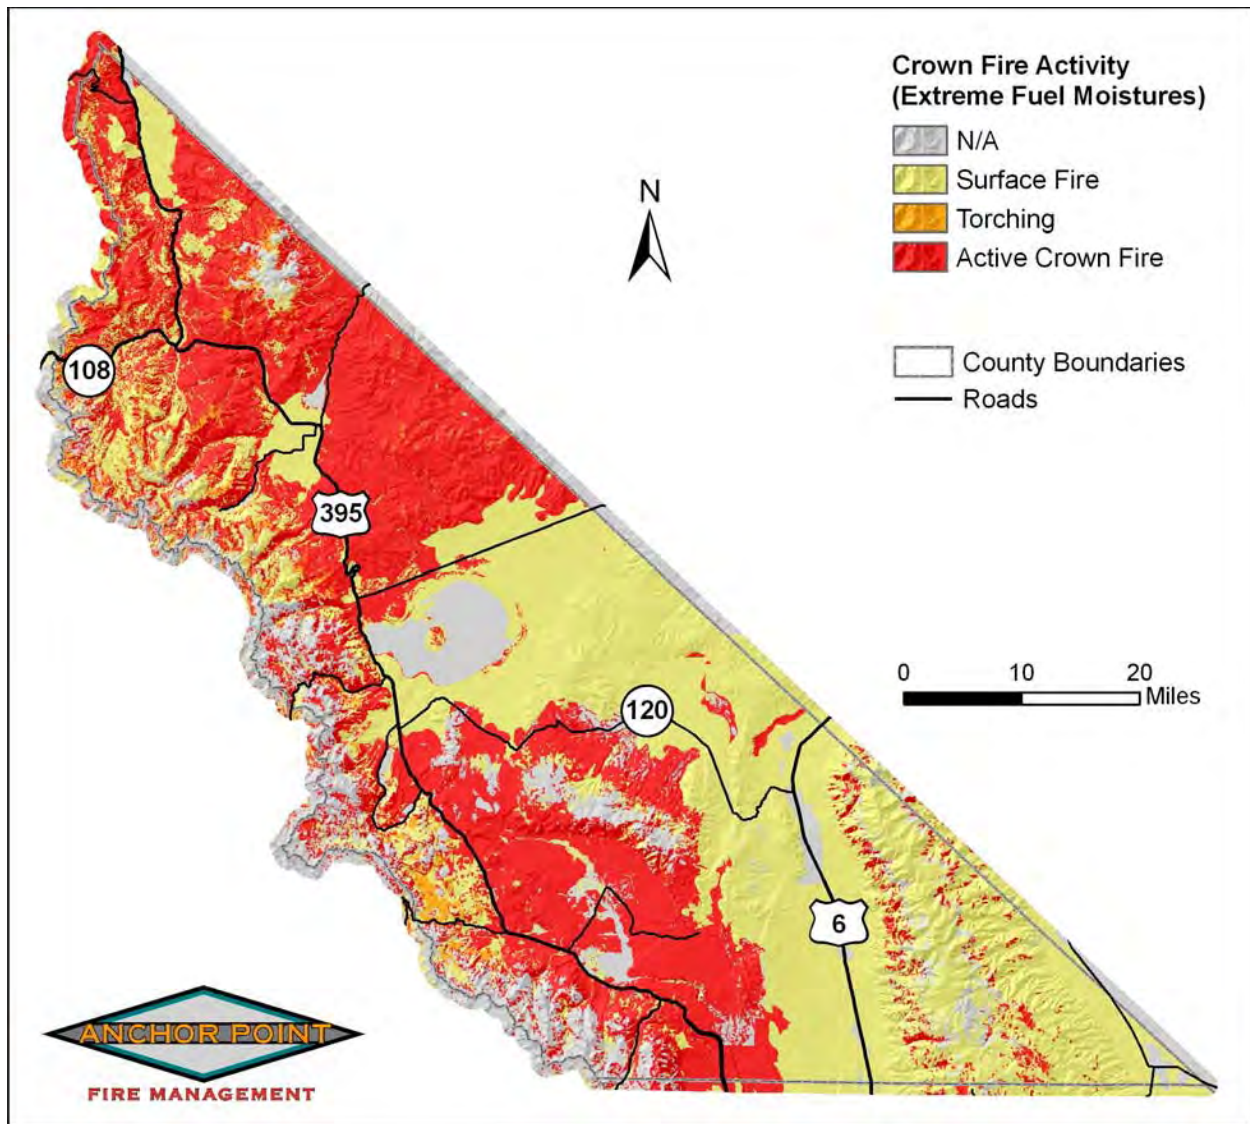 Crown Fire Activity
(Extreme Fuel Moistures)
N/A
Surface Fire
Torching
Active Crown Fire
County Boundaries
Roads
N
108
395
0 10 20
Miles
120
6
ANCHOR POINT
FIRE MANAGEMENT